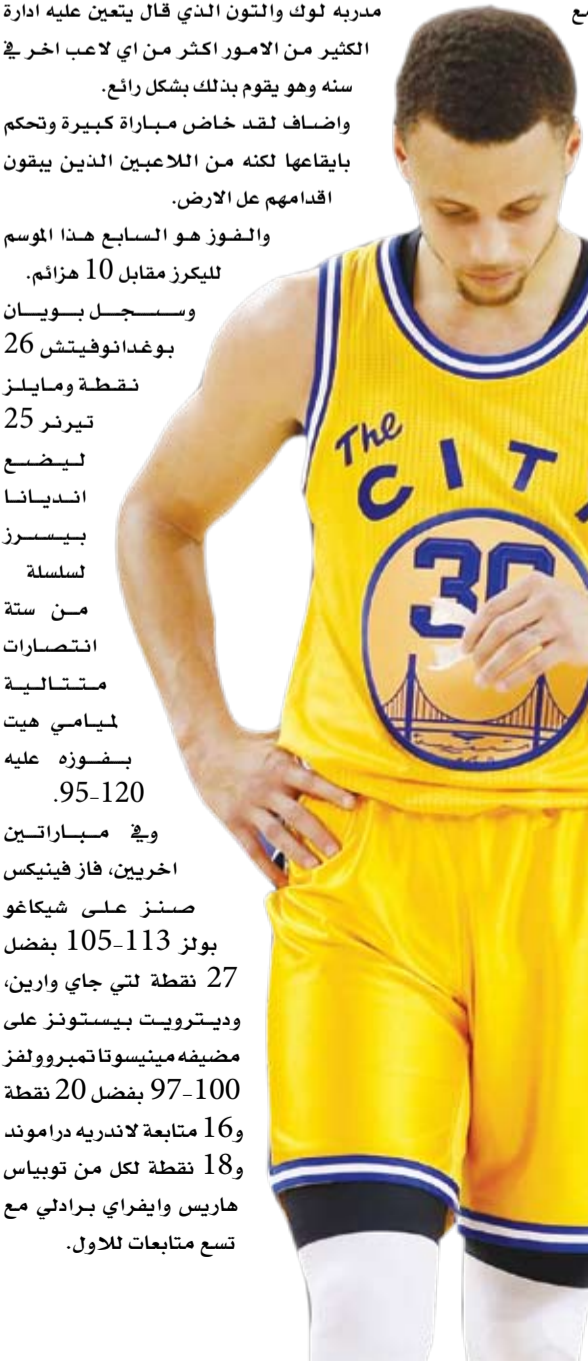 مع
مدربه لوك والتون الذي قال يتعين عليه ادارة
الكثير من الامور اكثر من اي لاعب اخر في
سنه وهو يقوم بذلك بشكل رائع.
واضاف لقد خاض مباراة كبيرة وتحكم
بايقاعها لكنه من اللاعبين الذين يبقون
اقدامهم عل الارض.
والفوز هو السابع هذا الموسم
لليكرز مقابل 10 هزائم.
وسجل بويان
بوغدانوفيتش 26
نقطة ومايلز
تيرنر 25
ليضع
انديانا
بيسرز
لسلسلة
من ستة
انتصارات
متتالية
لميامي هيت
بفوزه عليه
120-95.
وفي مباراتين
اخريين، فاز فينيكس
صنز على شيكاغو
بولز 113-105 بفضل
27 نقطة لتي جاي وارين،
وديترويت بيستونز على
مضيفه مينيسوتا تمبروولفز
100-97 بفضل 20 نقطة
و16 متابعة لاندريه دراموند
و18 نقطة لكل من توبياس
هاريس وايفراي برادلي مع
تسع متابعات للاول.
The
CIT
30